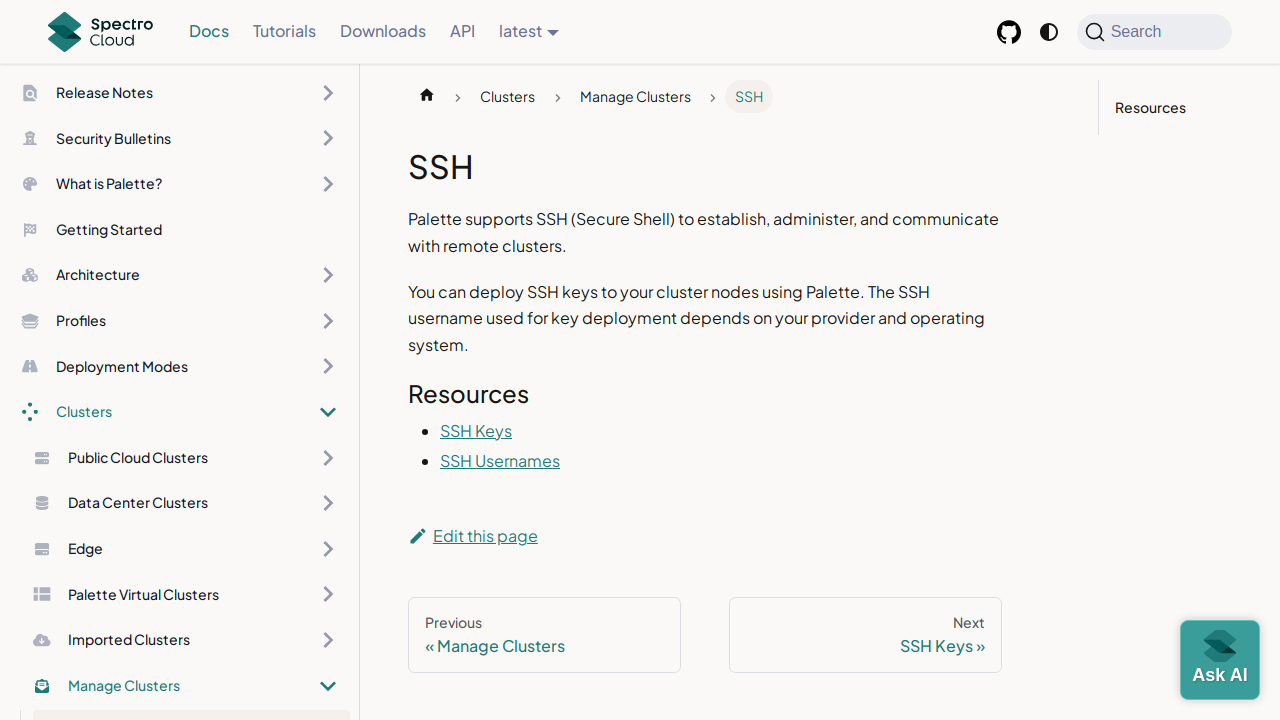 Spectro
Cloud
Docs
Tutorials
Downloads
API
latest
Search
Release Notes
Security Bulletins
What is Palette?
Getting Started
Architecture
Profiles
Deployment Modes
Clusters
Public Cloud Clusters
Data Center Clusters
Edge
Palette Virtual Clusters
Imported Clusters
Manage Clusters
Clusters
Manage Clusters
SSH
SSH
Palette supports SSH (Secure Shell) to establish, administer, and communicate
with remote clusters.
You can deploy SSH keys to your cluster nodes using Palette. The SSH
username used for key deployment depends on your provider and operating
system.
Resources
SSH Keys
SSH Usernames
Edit this page
Previous
« Manage Clusters
Next
SSH Keys »
Resources
Ask AI